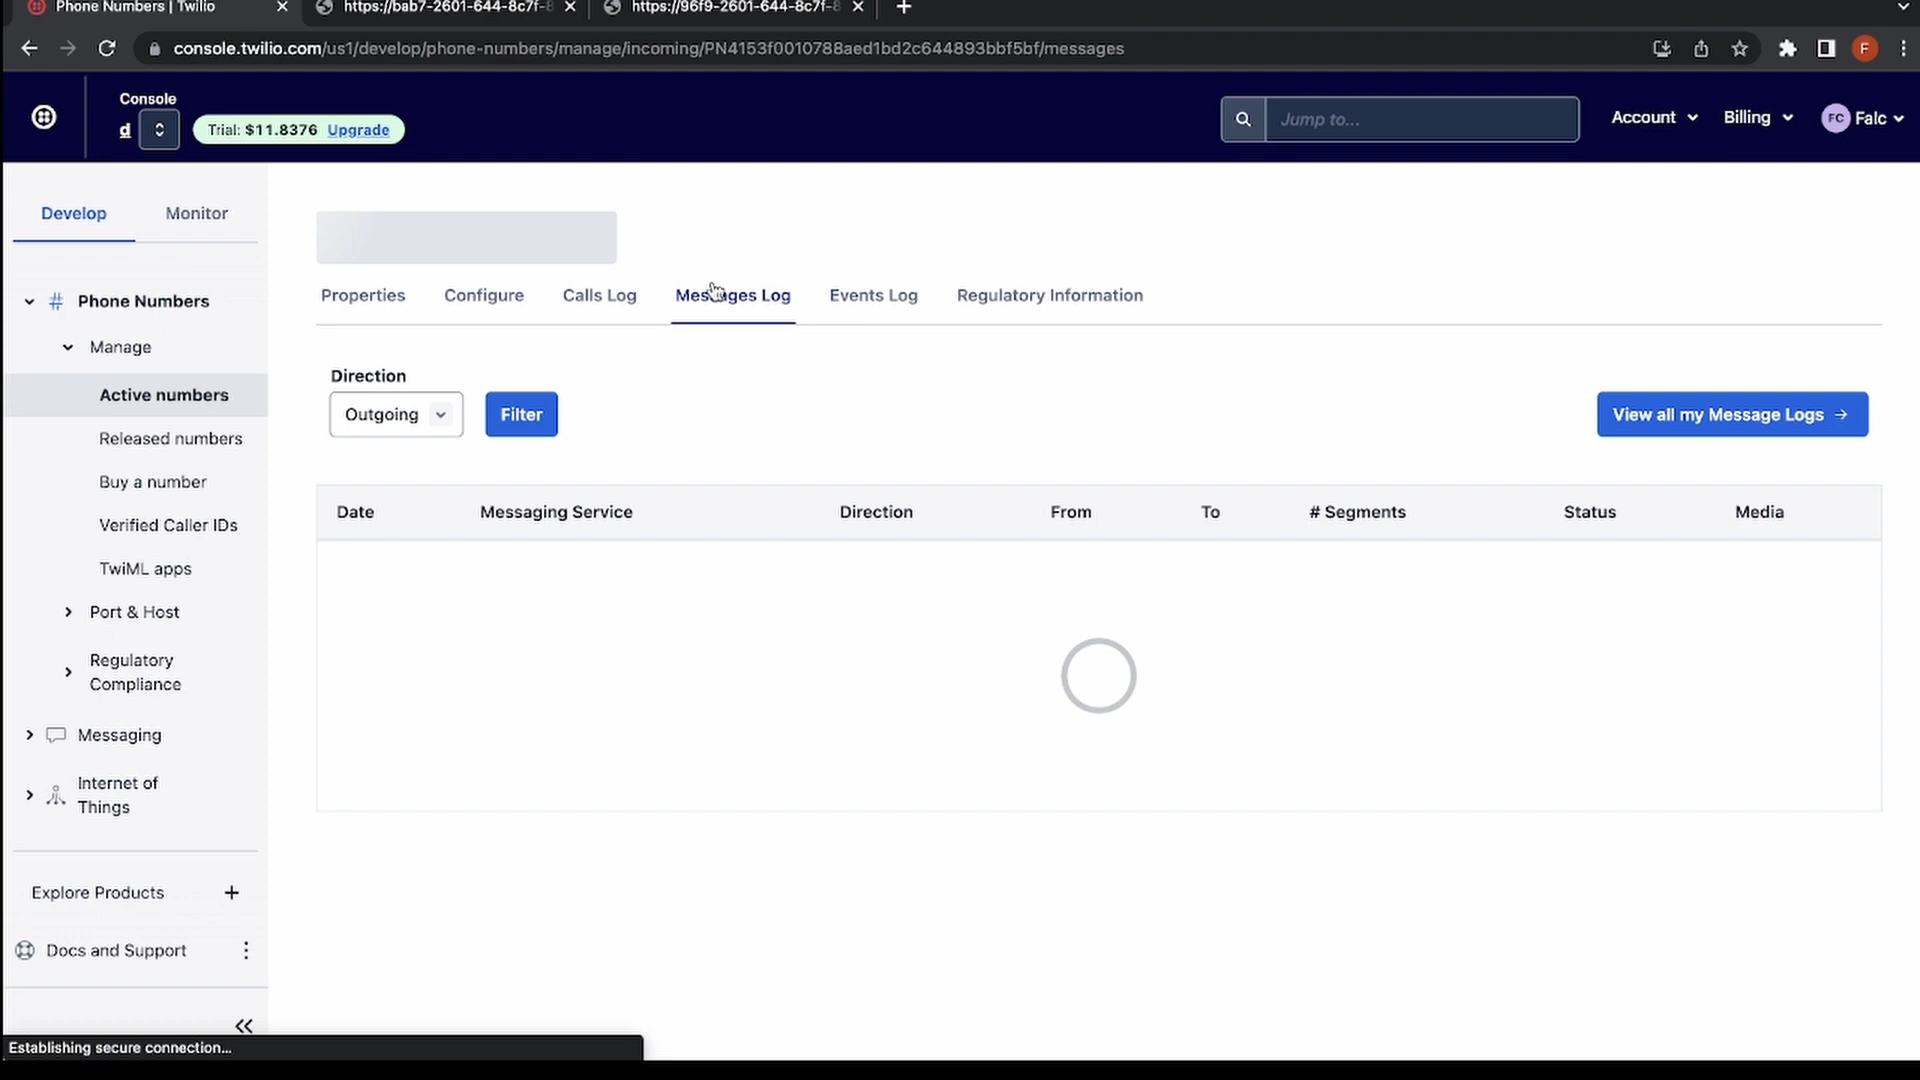 Phone Numbers | Twilio
https://bab7-2601-644-8c7f-8
https://96f9-2601-644-8c7f-8
console.twilio.com/us1/develop/phone-numbers/manage/incoming/PN4153f0010788aed1bd2c644893bbf5bf/messages
F
Console
d
Trial: $11.8376 Upgrade
Jump to...
Account
Billing
FC Falc
Develop
Monitor
# Phone Numbers
Manage
Active numbers
Released numbers
Buy a number
Verified Caller IDs
TwiML apps
Port & Host
Regulatory
Compliance
Messaging
Internet of
Things
Explore Products +
Docs and Support
Properties
Configure
Calls Log
Messages Log
Events Log
Regulatory Information
Direction
Outgoing
Filter
View all my Message Logs →
Date
Messaging Service
Direction
From
To
# Segments
Status
Media
Establishing secure connection...